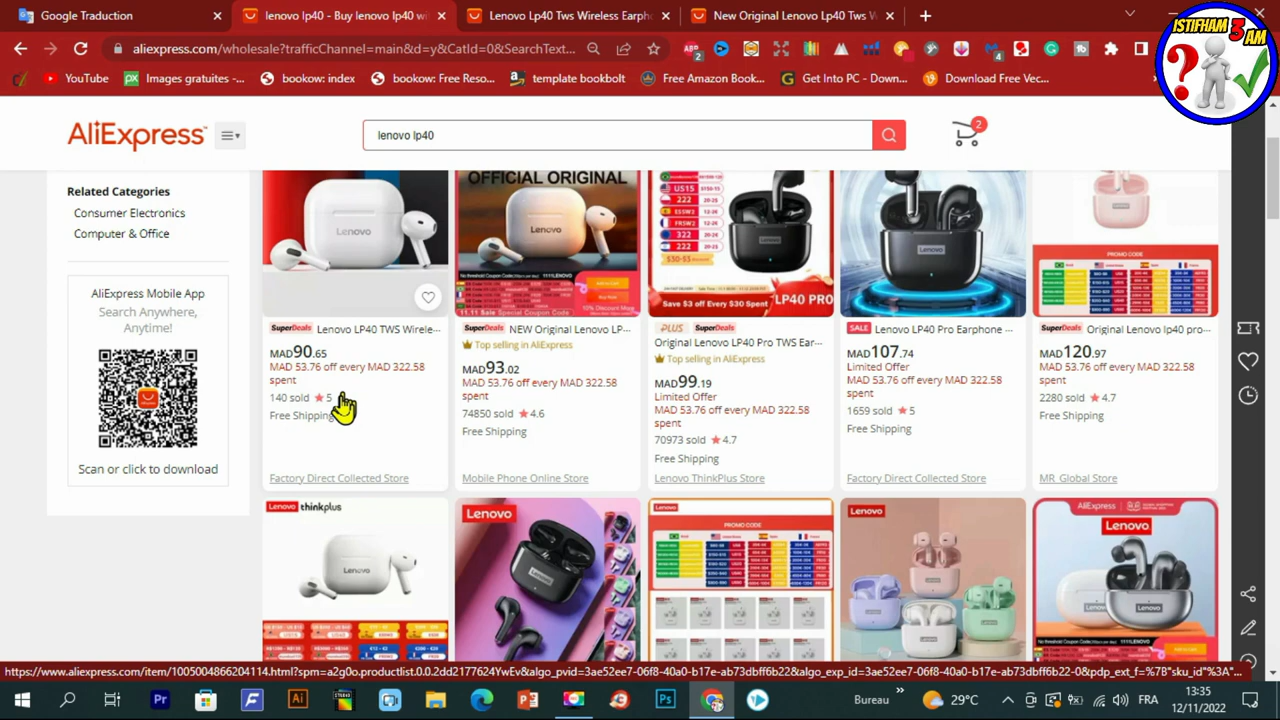 Google Traduction
lenovo lp40 - Buy lenovo lp40 wi
Lenovo Lp40 Tws Wireless Earph
New Original Lenovo Lp40 Tws W
ISTIFHAM 3 AM
aliexpress.com/wholesale?trafficChannel=main&d=y&CatId=0&SearchText...
YouTube
Images gratuites -...
bookow: index
bookow: Free Reso...
template bookbolt
Free Amazon Book...
Get Into PC - Down...
Download Free Vec...
AliExpress
lenovo lp40
2
Related Categories
Consumer Electronics
Computer & Office
AliExpress Mobile App
Search Anywhere,
Anytime!
Scan or click to download
Lenovo
SuperDeals Lenovo LP40 TWS Wirele...
MAD90.65
MAD 53.76 off every MAD 322.58
spent
140 sold 5
Free Shipping
Factory Direct Collected Store
OFFICIAL ORIGINAL
Lenovo
SuperDeals NEW Original Lenovo LP-...
Top selling in AliExpress
MAD93.02
MAD 53.76 off every MAD 322.58
spent
74850 sold 4.6
Free Shipping
Mobile Phone Online Store
Save $3 off Every $30 Spent
LP40 PRO
PLUS SuperDeals
Original Lenovo LP40 Pro TWS Ear...
Top selling in AliExpress
MAD99.19
Limited Offer
MAD 53.76 off every MAD 322.58
spent
70973 sold 4.7
Free Shipping
Lenovo ThinkPlus Store
Lenovo
SALE Lenovo LP40 Pro Earphone ...
MAD107.74
Limited Offer
MAD 53.76 off every MAD 322.58
spent
1659 sold 5
Free Shipping
Factory Direct Collected Store
SuperDeals Original Lenovo lp40 pro...
MAD120.97
MAD 53.76 off every MAD 322.58
spent
2280 sold 4.7
Free Shipping
MR_Global Store
Lenovo thinkplus
Lenovo
Lenovo
Lenovo
PROMO CODE
Lenovo
AliExpress
Lenovo
Lenovo
https://www.aliexpress.com/item/1005004866204114.html?spm=a2g0o.productlist.0.0.2dd2177624XwEv&algo_pvid=3ae52ee7-06f8-40a0-b17e-ab73dbff6b22&algo_exp_id=3ae52ee7-06f8-40a0-b17e-ab73dbff6b22-0&pdp_ext_f=%7B"sku_id"%3A"...
Bureau
29°C
FRA
13:35
12/11/2022